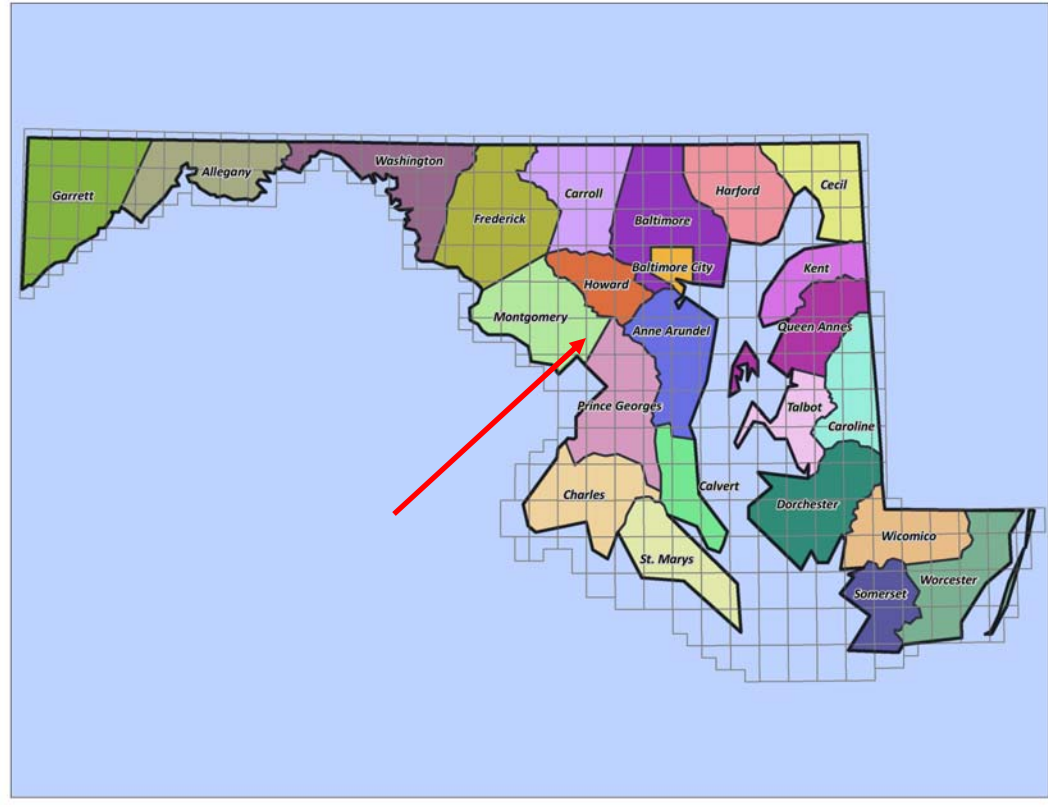 Garrett
Allegany
Washington
Frederick
Carroll
Baltimore
Harford
Cecil
Baltimore City
Howard
Kent
Montgomery
Anne Arundel
Queen Annes
Prince Georges
Talbot
Caroline
Charles
Calvert
Dorchester
St. Marys
Wicomico
Somerset
Worcester